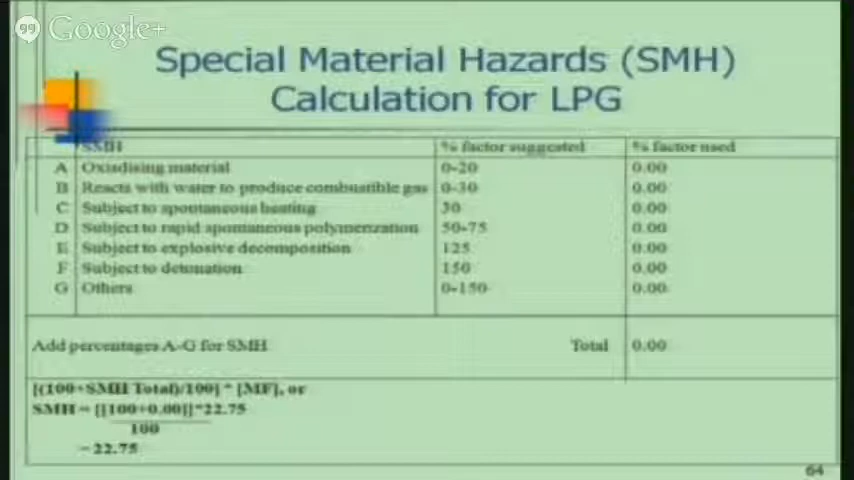 Google+
Special Material Hazards (SMH)
Calculation for LPG
SMH % factor suggested % factor used
A Oxiadising material 0-20 0.00
B Reacts with water to produce combustible gas 0-30 0.00
C Subject to spontaneous heating 30 0.00
D Subject to rapid spontaneous polymerization 50-75 0.00
E Subject to explosive decomposition 125 0.00
F Subject to detonation 150 0.00
G Others 0-150 0.00
Add percentages A-G for SMH Total 0.00
[(100+SMH Total)/100] * [MF], or
SMH = [[100+0.00]]*22.75
100
= 22.75
64